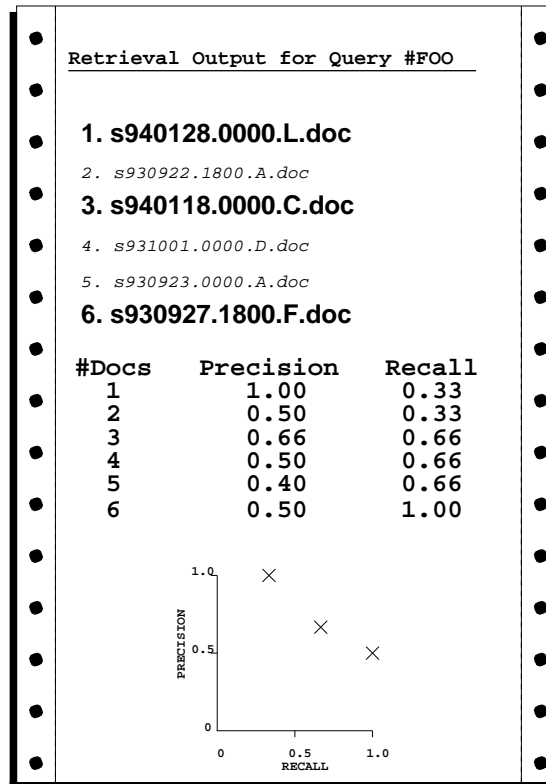 Retrieval Output for Query #FOO
1. s940128.0000.L.doc
2. s930922.1800.A.doc
3. s940118.0000.C.doc
4. s931001.0000.D.doc
5. s930923.0000.A.doc
6. s930927.1800.F.doc
#Docs Precision Recall
1 1.00 0.33
2 0.50 0.33
3 0.66 0.66
4 0.50 0.66
5 0.40 0.66
6 0.50 1.00
1.0
PRECISION
0.5
0
0 0.5 1.0
RECALL